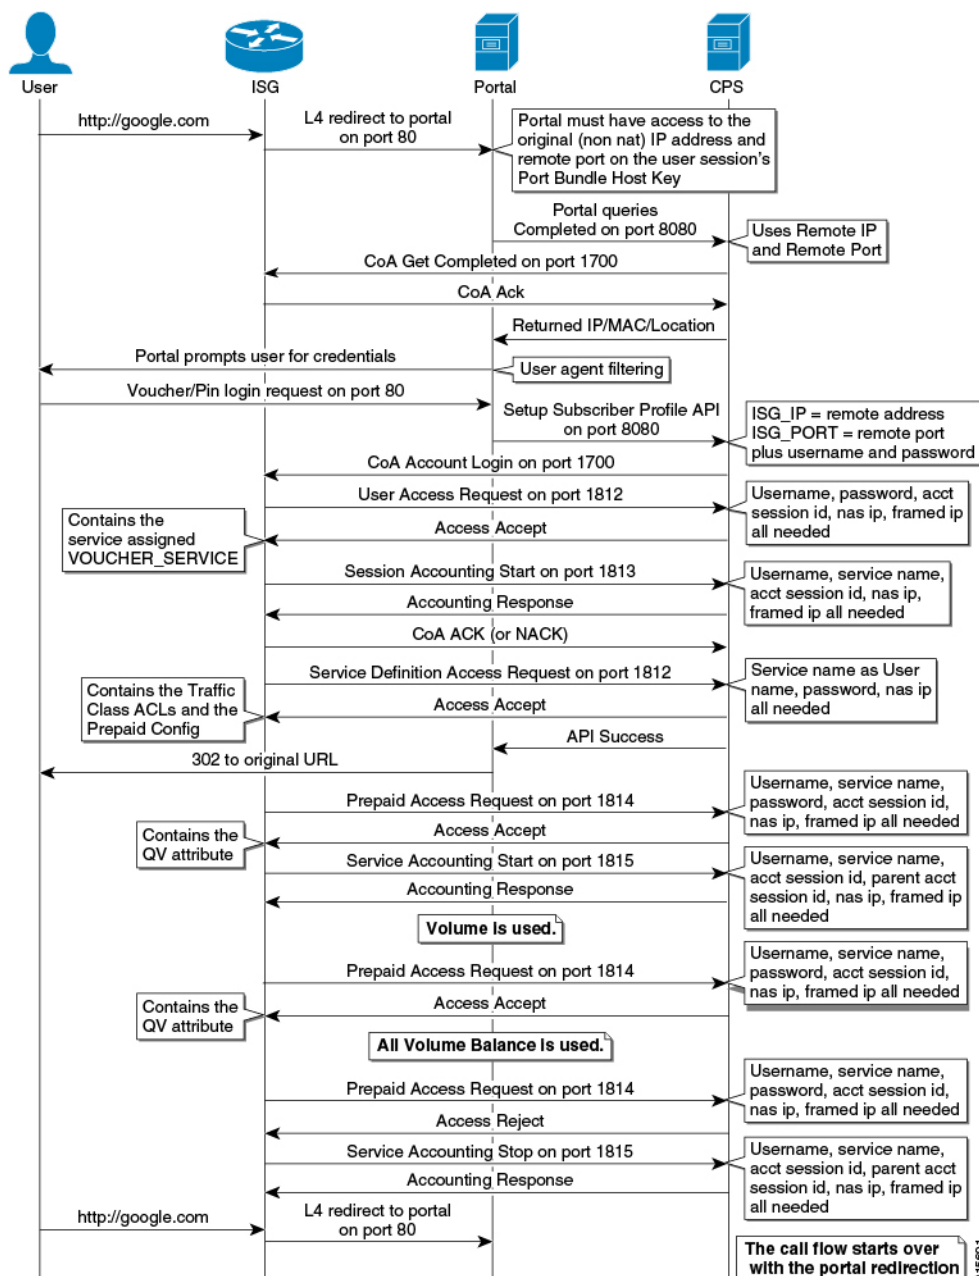 User
ISG
Portal
CPS
http://google.com
L4 redirect to portal
on port 80
Portal must have access to the
original (non nat) IP address and
remote port on the user session's
Port Bundle Host Key
Portal queries
Completed on port 8080
Uses Remote IP
and Remote Port
CoA Get Completed on port 1700
CoA Ack
Returned IP/MAC/Location
Portal prompts user for credentials
User agent filtering
Voucher/Pin login request on port 80
Setup Subscriber Profile API
on port 8080
ISG_IP = remote address
ISG_PORT = remote port
plus username and password
CoA Account Login on port 1700
User Access Request on port 1812
Username, password, acct
session id, nas ip, framed ip
all needed
Contains the
service assigned
VOUCHER_SERVICE
Access Accept
Session Accounting Start on port 1813
Username, service name,
acct session id, nas ip,
framed ip all needed
Accounting Response
CoA ACK (or NACK)
Service Definition Access Request on port 1812
Service name as User
name, password, nas ip
all needed
Contains the Traffic
Class ACLs and the
Prepaid Config
Access Accept
API Success
302 to original URL
Prepaid Access Request on port 1814
Username, service name,
password, acct session id,
nas ip, framed ip all needed
Contains the
QV attribute
Access Accept
Service Accounting Start on port 1815
Username, service name,
acct session id, parent acct
session id, nas ip, framed ip
all needed
Accounting Response
Volume is used.
Prepaid Access Request on port 1814
Username, service name,
password, acct session id,
nas ip, framed ip all needed
Contains the
QV attribute
Access Accept
All Volume Balance is used.
Prepaid Access Request on port 1814
Username, service name,
password, acct session id,
nas ip, framed ip all needed
Access Reject
Service Accounting Stop on port 1815
Username, service name,
acct session id, parent acct
session id, nas ip, framed ip
all needed
Accounting Response
http://google.com
L4 redirect to portal
on port 80
The call flow starts over
with the portal redirection